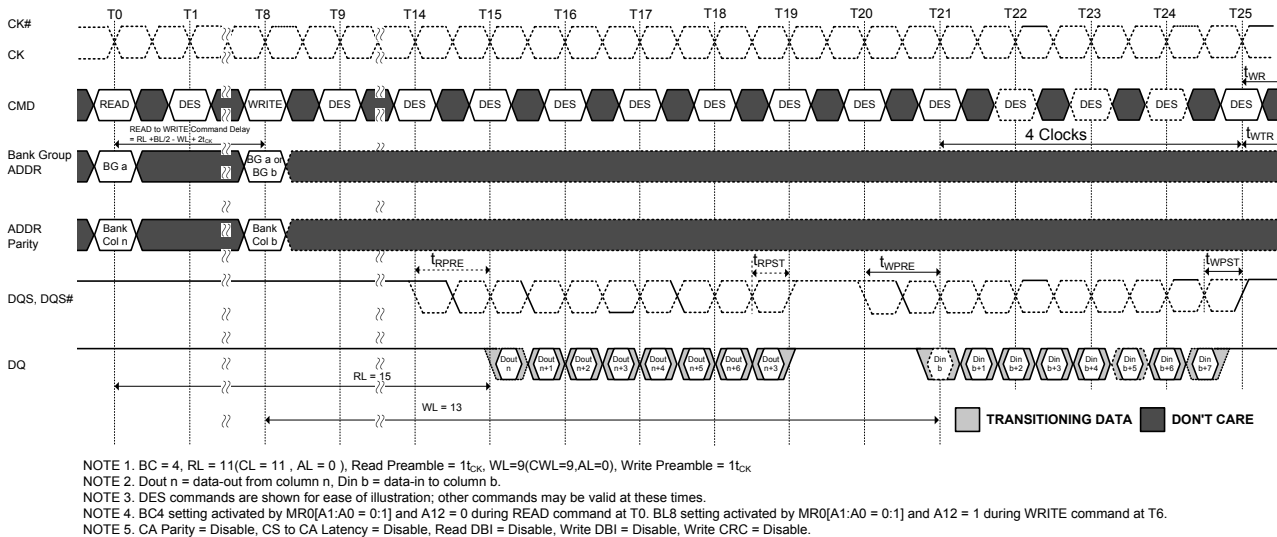 T0 T1 T8 T9 T14 T15 T16 T17 T18 T19 T20 T21 T22 T23 T24 T25
CK#
CK
tWR
CMD READ DES WRITE DES DES DES DES DES DES DES DES DES DES DES DES DES
READ to WRITE Command Delay
= RL +BL/2 - WL + 2tCK
4 Clocks
tWTR
Bank Group
ADDR
BG a
BG a or
BG b
ADDR
Parity
Bank
Col n
Bank
Col b
tRPRE tRPST tWPRE tWPST
DQS, DQS#
DQ
Dout
n
Dout
n+1
Dout
n+2
Dout
n+3
Dout
n+4
Dout
n+5
Dout
n+6
Dout
n+3
Din
b
Din
b+1
Din
b+2
Din
b+3
Din
b+4
Din
b+5
Din
b+6
Din
b+7
RL = 15
WL = 13
TRANSITIONING DATA DON'T CARE
NOTE 1. BC = 4, RL = 11(CL = 11 , AL = 0 ), Read Preamble = 1tCK, WL=9(CWL=9,AL=0), Write Preamble = 1tCK
NOTE 2. Dout n = data-out from column n, Din b = data-in to column b.
NOTE 3. DES commands are shown for ease of illustration; other commands may be valid at these times.
NOTE 4. BC4 setting activated by MR0[A1:A0 = 0:1] and A12 = 0 during READ command at T0. BL8 setting activated by MR0[A1:A0 = 0:1] and A12 = 1 during WRITE command at T6.
NOTE 5. CA Parity = Disable, CS to CA Latency = Disable, Read DBI = Disable, Write DBI = Disable, Write CRC = Disable.